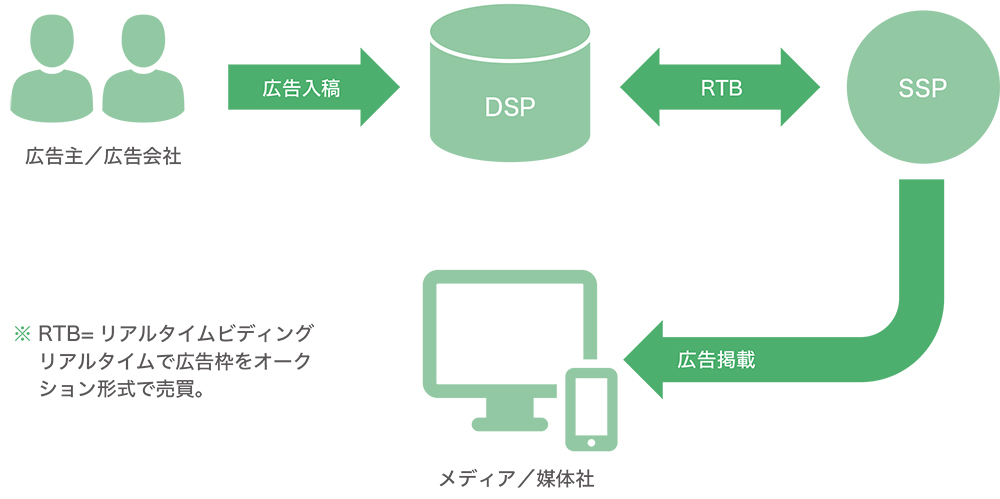 広告入稿
DSP
RTB
SSP
広告主／広告会社
※ RTB= リアルタイムビディング
リアルタイムで広告枠をオーク
ション形式で売買。
広告掲載
メディア／媒体社